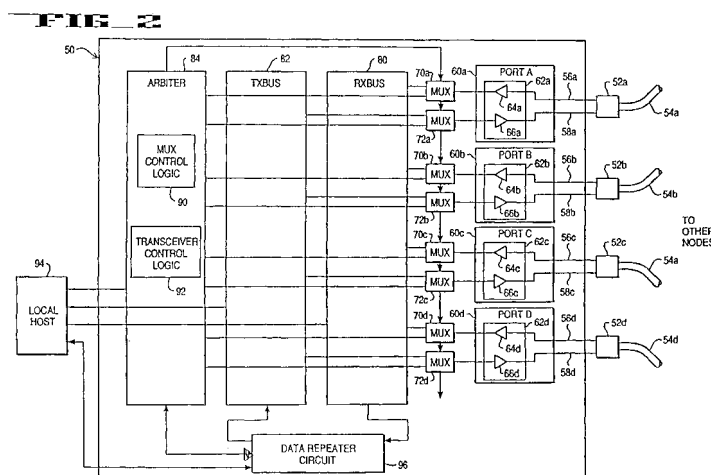 FIG_2
50
84
82
80
ARBITER
TXBUS
RXBUS
MUX CONTROL LOGIC
90
TRANSCEIVER CONTROL LOGIC
92
94
LOCAL HOST
70a
MUX
60a
PORT A
62a
64a
66a
56a
58a
52a
54a
MUX
72a
70b
MUX
60b
PORT B
62b
64b
66b
56b
58b
52b
54b
MUX
72b
70c
MUX
60c
PORT C
62c
64c
66c
56c
58c
52c
54a
MUX
72c
70d
MUX
60d
PORT D
62d
64d
66d
56d
58d
52d
54d
MUX
72d
TO
OTHER
NODES
DATA REPEATER
CIRCUIT
96